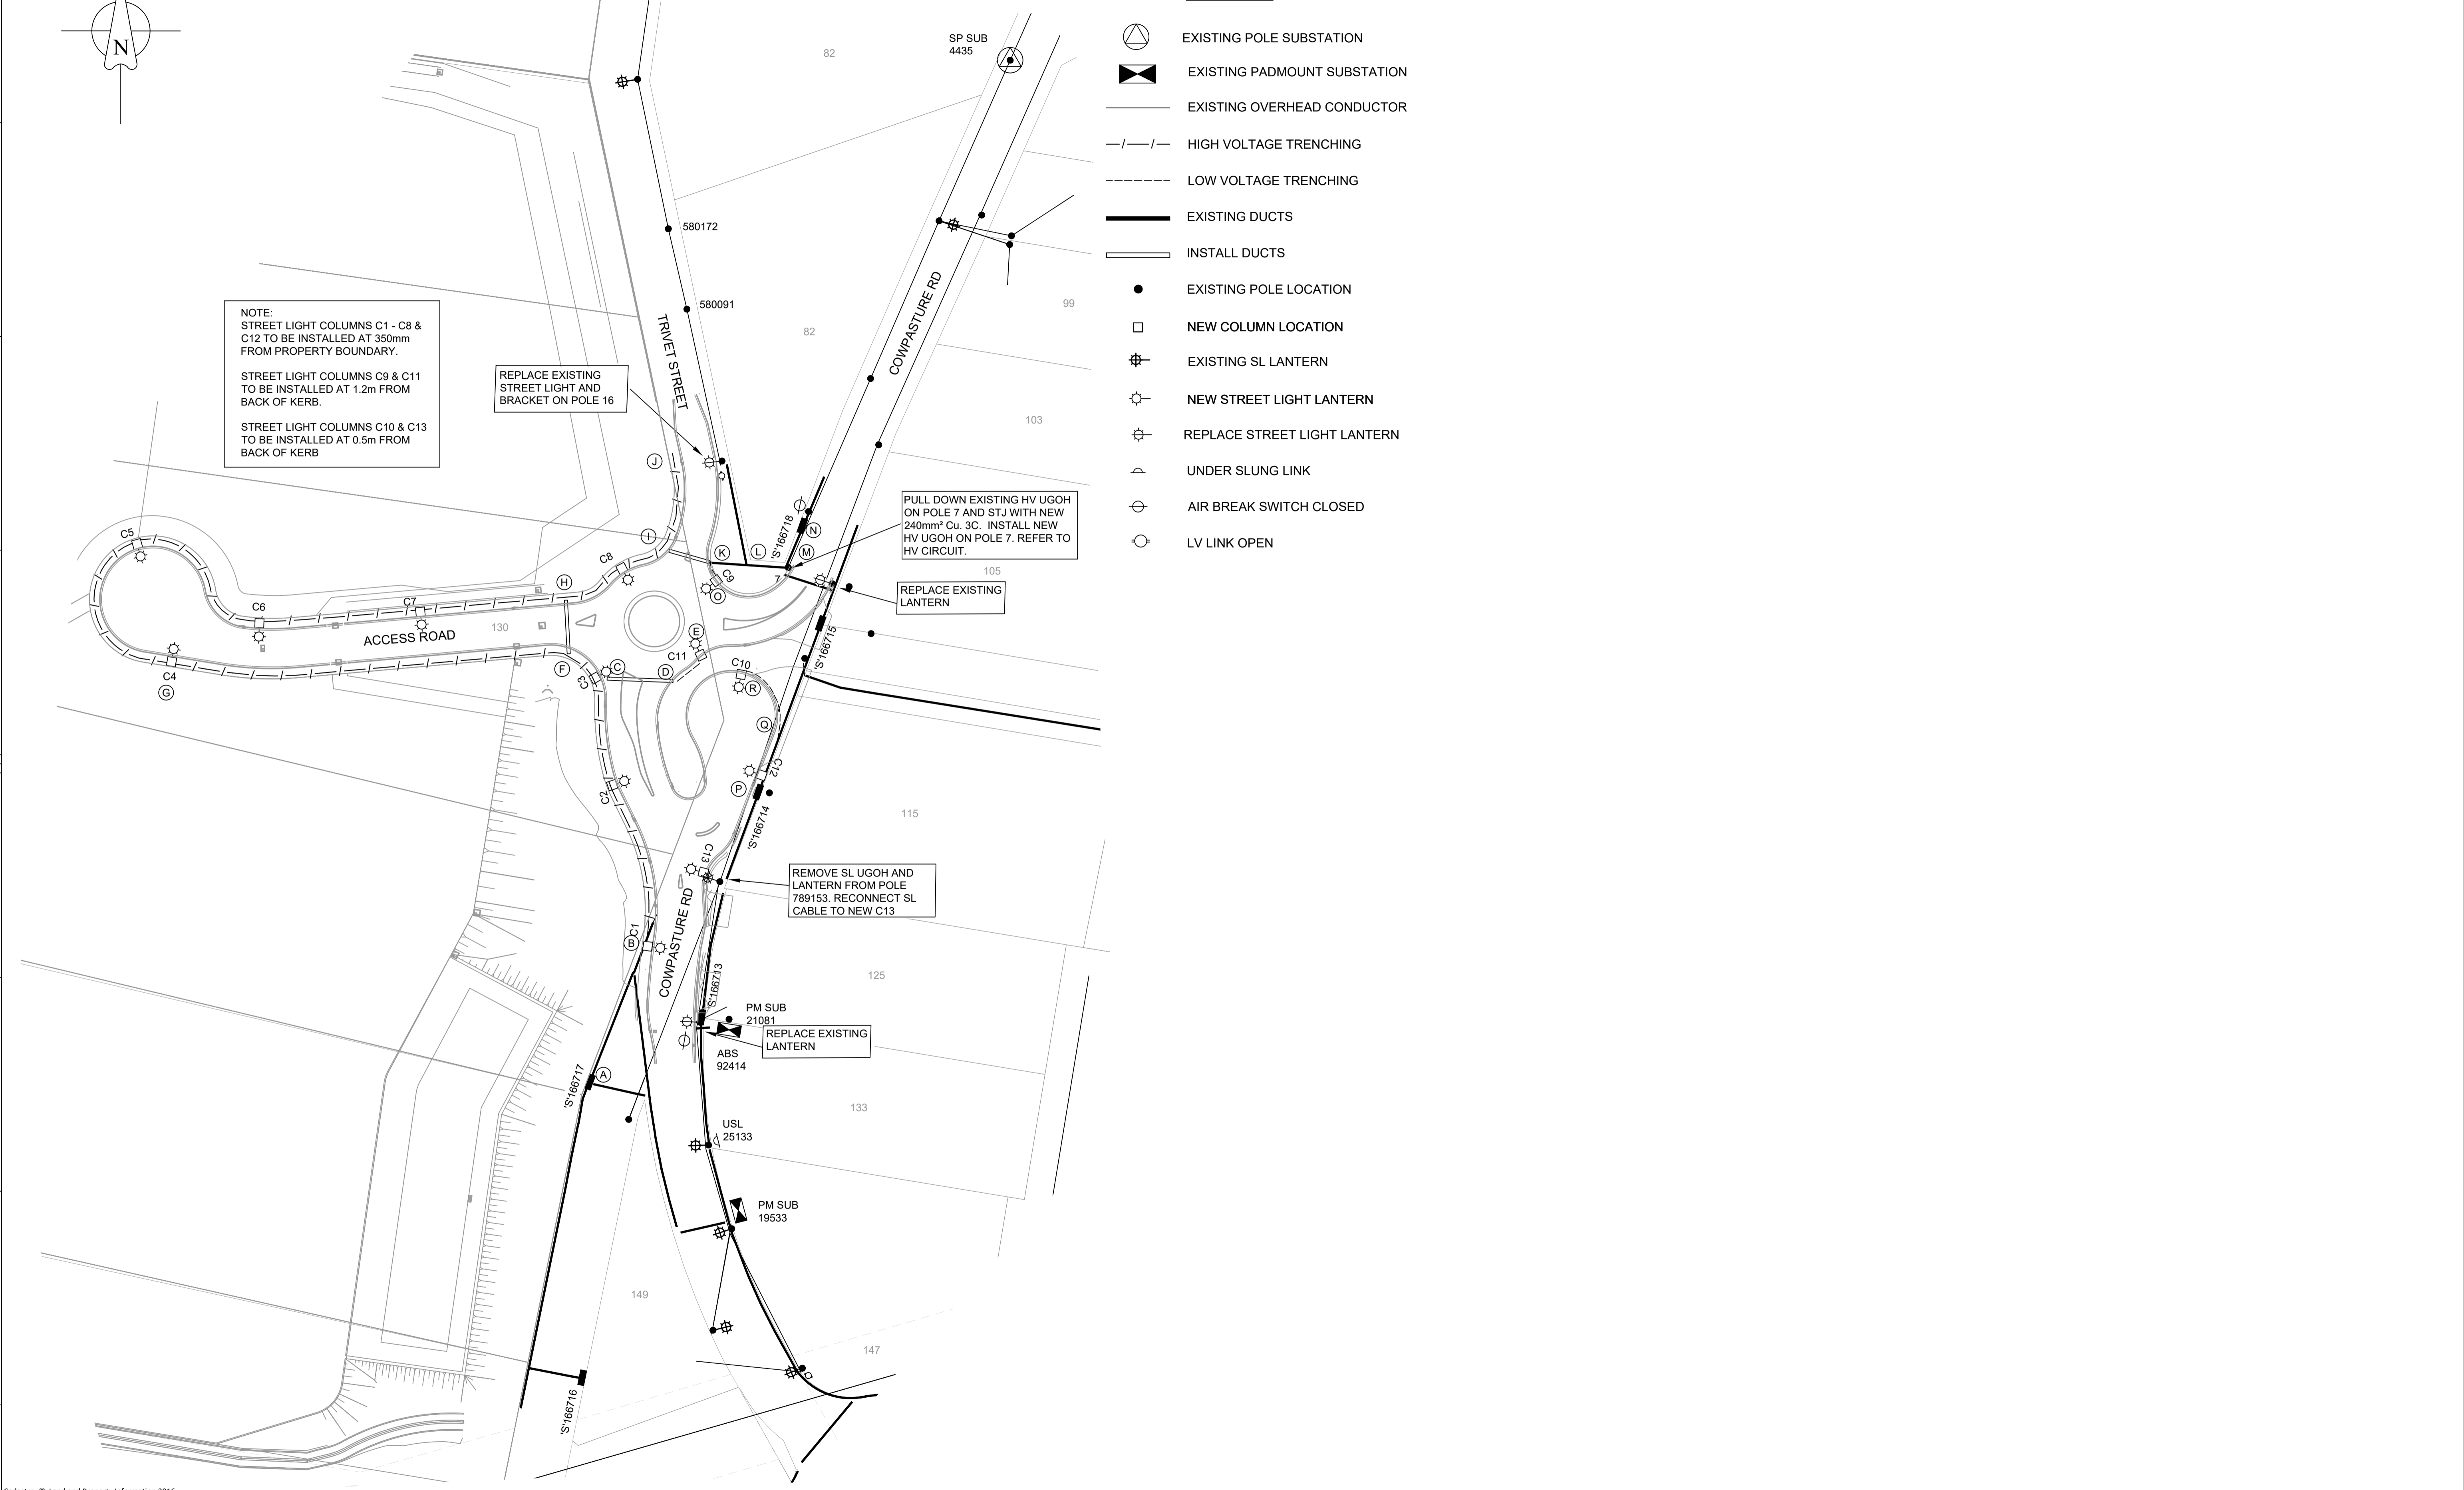 N
SP SUB
4435
EXISTING POLE SUBSTATION
EXISTING PADMOUNT SUBSTATION
EXISTING OVERHEAD CONDUCTOR
HIGH VOLTAGE TRENCHING
LOW VOLTAGE TRENCHING
EXISTING DUCTS
INSTALL DUCTS
EXISTING POLE LOCATION
NEW COLUMN LOCATION
EXISTING SL LANTERN
NEW STREET LIGHT LANTERN
REPLACE STREET LIGHT LANTERN
UNDER SLUNG LINK
AIR BREAK SWITCH CLOSED
LV LINK OPEN
82
580172
580091
TRIVET STREET
82
COWPASTURE RD
99
103
NOTE:
STREET LIGHT COLUMNS C1 - C8 &
C12 TO BE INSTALLED AT 350mm
FROM PROPERTY BOUNDARY.
STREET LIGHT COLUMNS C9 & C11
TO BE INSTALLED AT 1.2m FROM
BACK OF KERB.
STREET LIGHT COLUMNS C10 & C13
TO BE INSTALLED AT 0.5m FROM
BACK OF KERB
REPLACE EXISTING
STREET LIGHT AND
BRACKET ON POLE 16
J
I
K
L
M
N
'S'166718
PULL DOWN EXISTING HV UGOH
ON POLE 7 AND STJ WITH NEW
240mm² Cu. 3C. INSTALL NEW
HV UGOH ON POLE 7. REFER TO
HV CIRCUIT.
105
REPLACE EXISTING
LANTERN
7
C5
C6
C7
C8
C9
H
O
ACCESS ROAD
130
E
C11
C10
R
D
C
C3
F
C4
G
'S'166715
Q
C12
P
C2
'S'166714
115
C13
REMOVE SL UGOH AND
LANTERN FROM POLE
789153. RECONNECT SL
CABLE TO NEW C13
C1
B
COWPASTURE RD
'S'166713
125
PM SUB
21081
REPLACE EXISTING
LANTERN
ABS
92414
'S'166717
A
133
USL
25133
PM SUB
19533
149
147
'S'166716